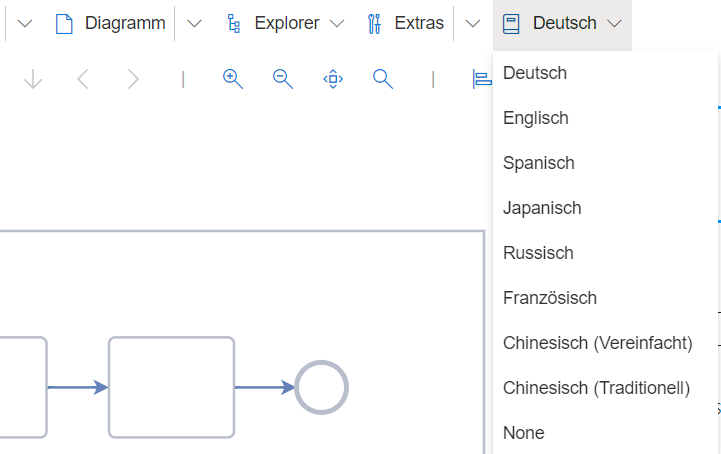 Diagramm Explorer Extras Deutsch
Deutsch
Englisch
Spanisch
Japanisch
Russisch
Französisch
Chinesisch (Vereinfacht)
Chinesisch (Traditionell)
None